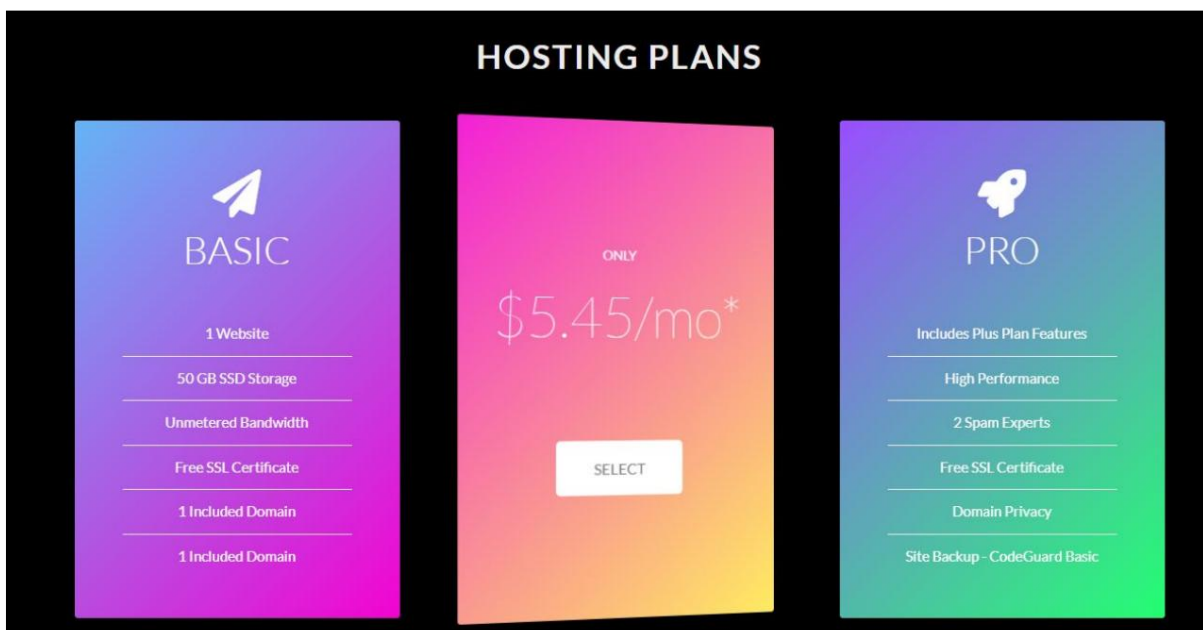 HOSTING PLANS
BASIC
1 Website
50 GB SSD Storage
Unmetered Bandwidth
Free SSL Certificate
1 Included Domain
1 Included Domain
ONLY
$5.45/mo*
SELECT
PRO
Includes Plus Plan Features
High Performance
2 Spam Experts
Free SSL Certificate
Domain Privacy
Site Backup - CodeGuard Basic